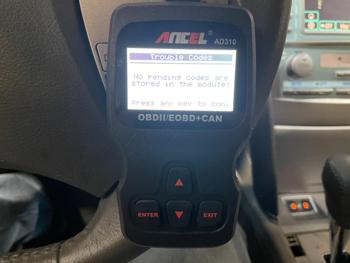 ANCEL
AD310
Trouble Codes
No pending codes are
stored in the module!
Press any key to con.
OBDII/EOBD+CAN
ENTER
EXIT